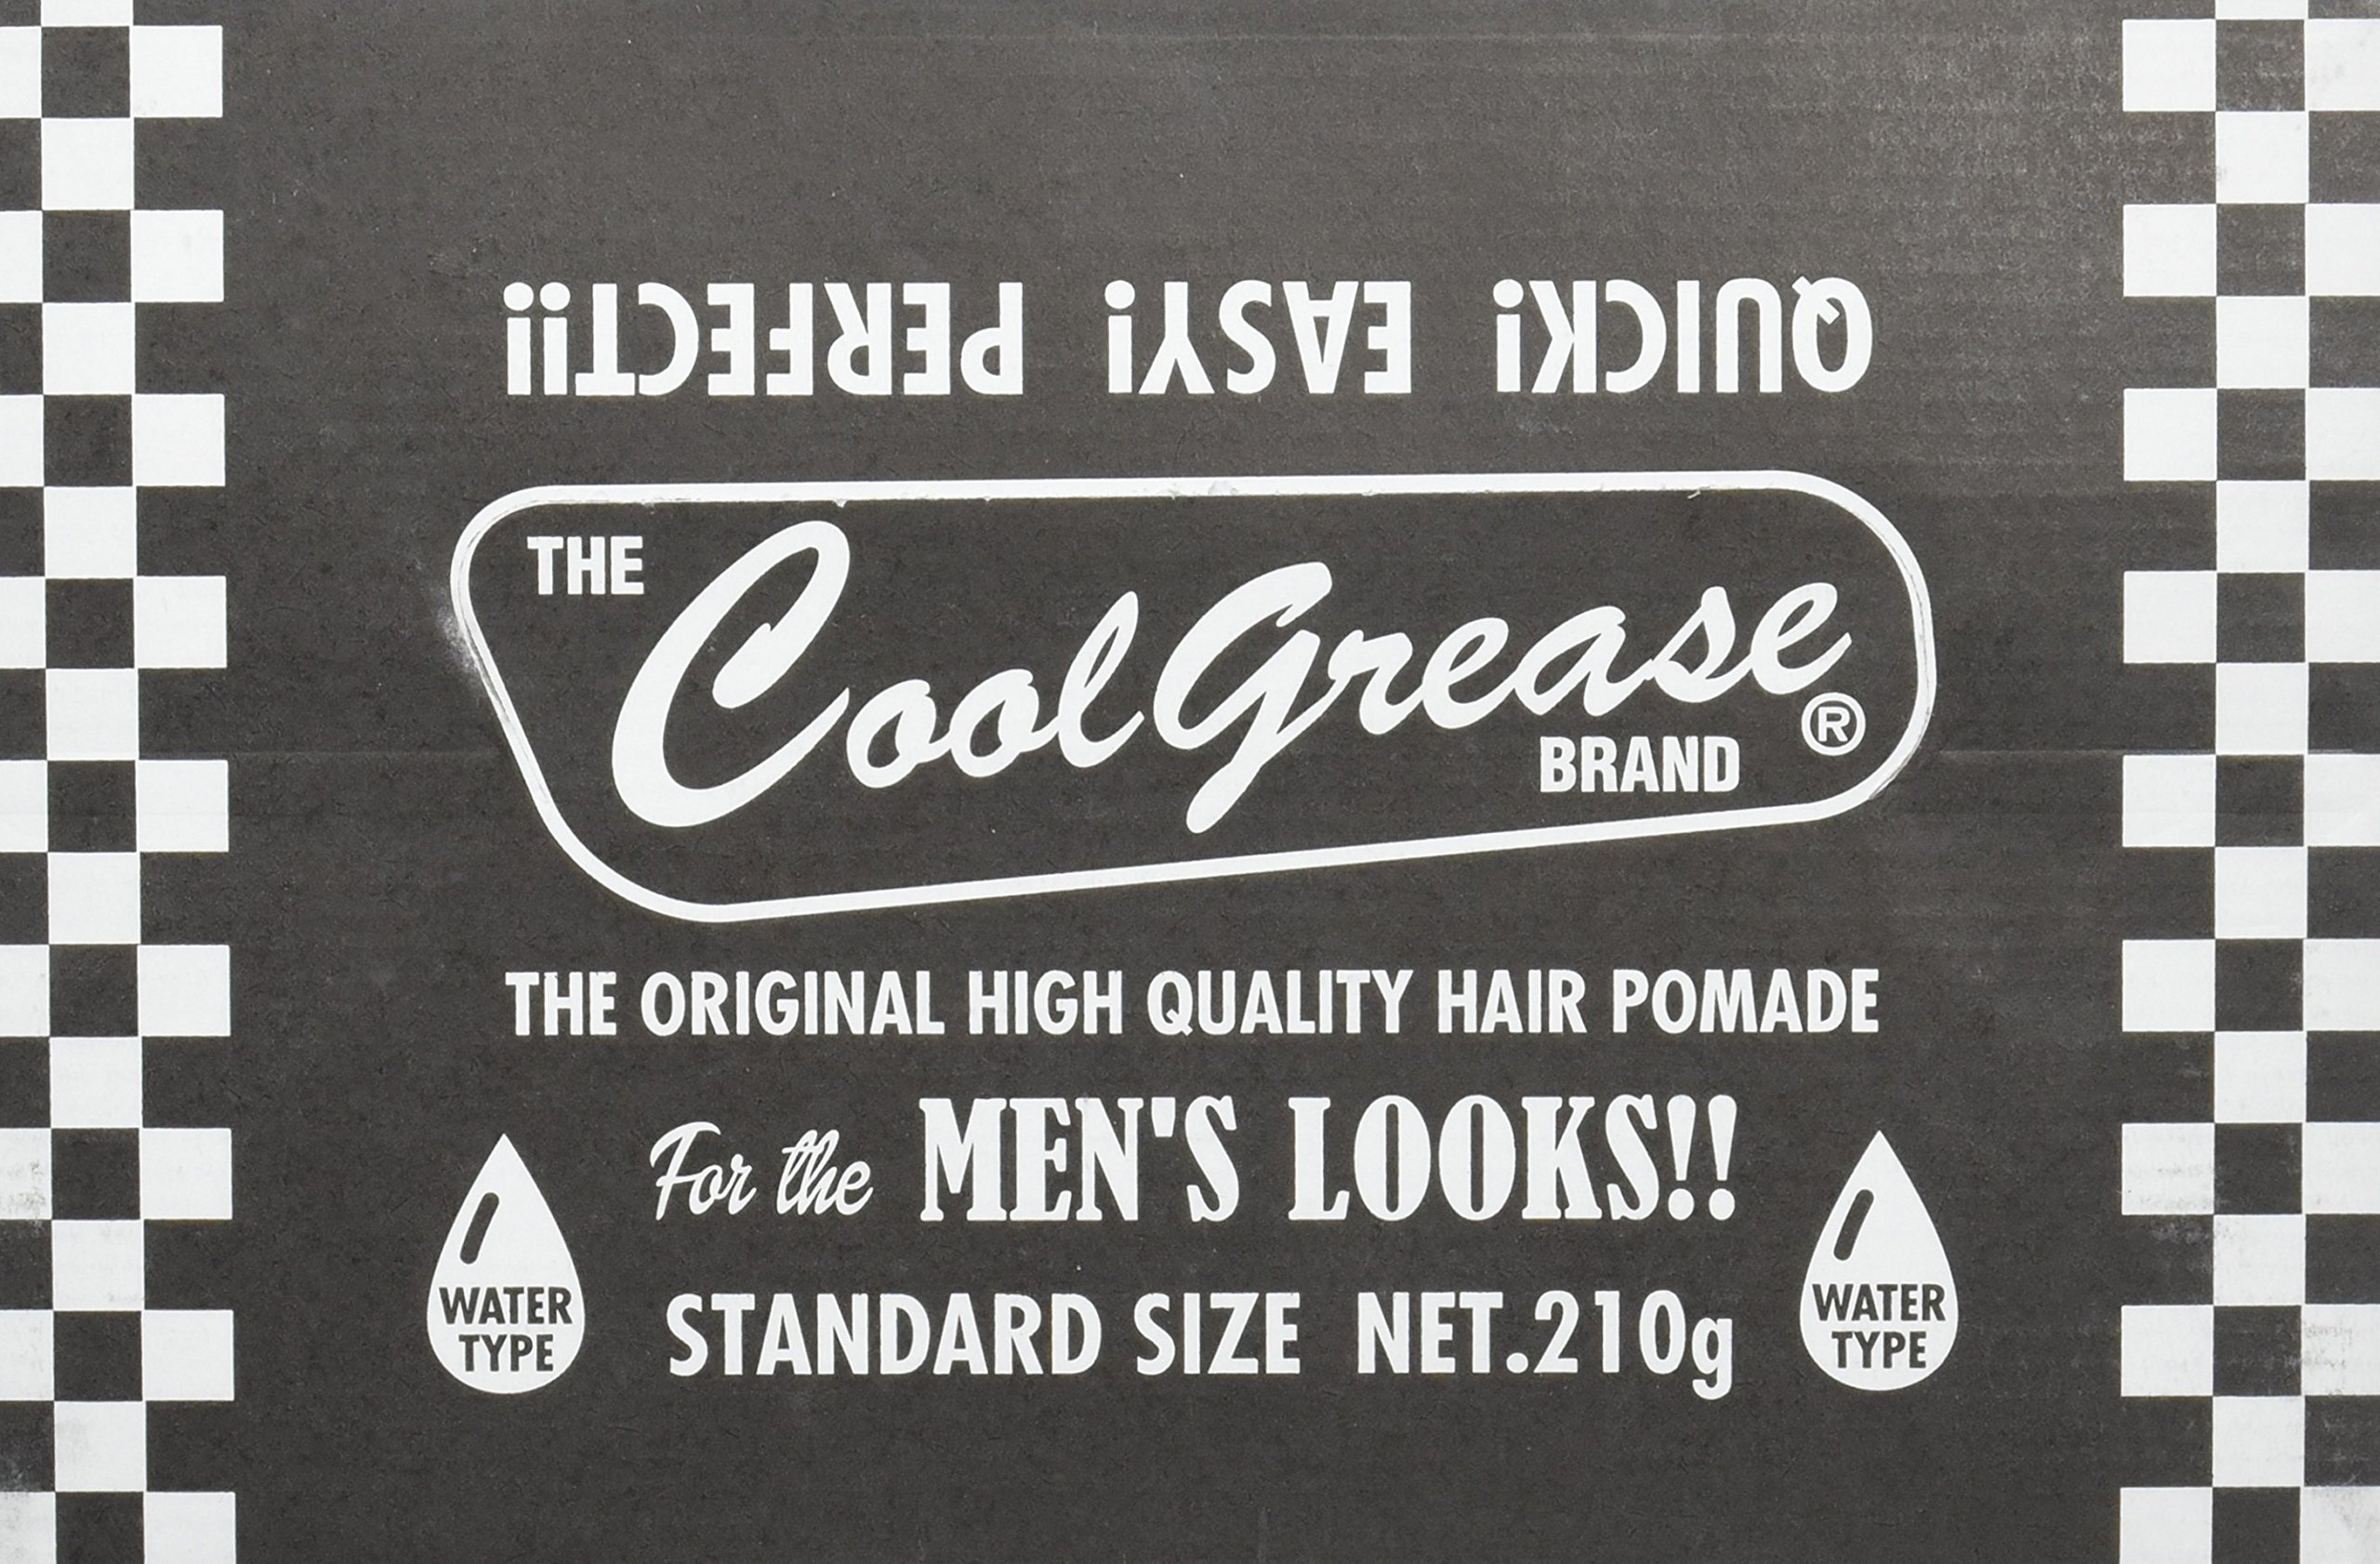 QUICK! EASY! PERFECT!!
THE
Cool Grease
®
BRAND
THE ORIGINAL HIGH QUALITY HAIR POMADE
For the MEN'S LOOKS!!
WATER
TYPE
STANDARD SIZE NET.210g
WATER
TYPE